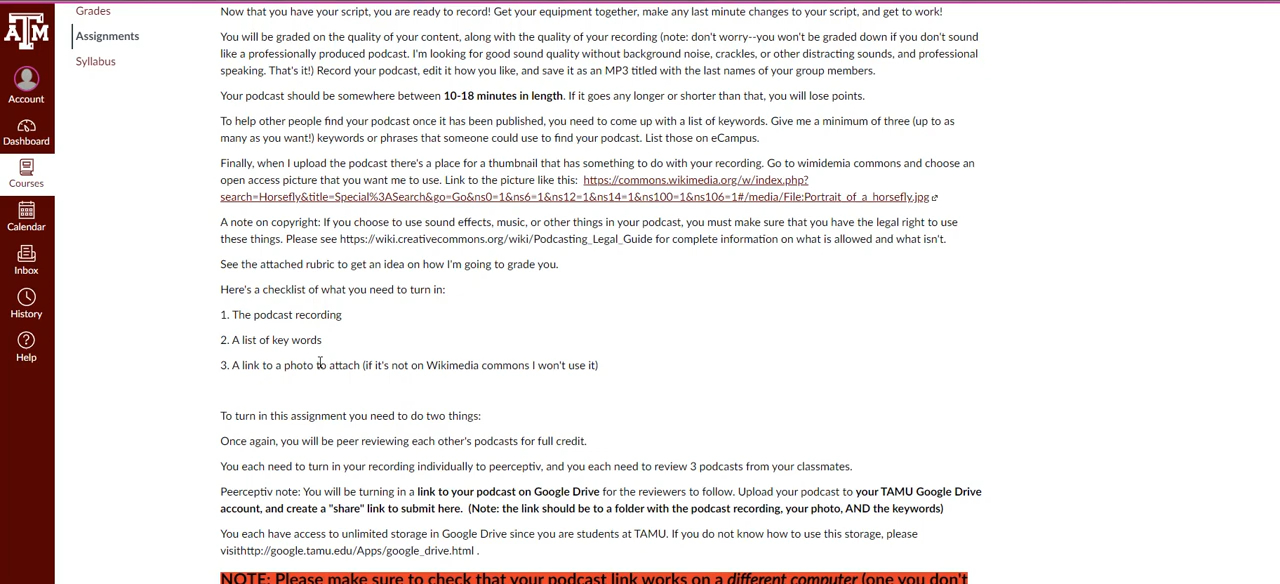 Grades
Assignments
Syllabus
ATM
Account
Dashboard
Courses
Calendar
Inbox
History
Help
Now that you have your script, you are ready to record! Get your equipment together, make any last minute changes to your script, and get to work!
You will be graded on the quality of your content, along with the quality of your recording (note: don't worry--you won't be graded down if you don't sound
like a professionally produced podcast. I'm looking for good sound quality without background noise, crackles, or other distracting sounds, and professional
speaking. That's it!) Record your podcast, edit it how you like, and save it as an MP3 titled with the last names of your group members.
Your podcast should be somewhere between 10-18 minutes in length. If it goes any longer or shorter than that, you will lose points.
To help other people find your podcast once it has been published, you need to come up with a list of keywords. Give me a minimum of three (up to as
many as you want!) keywords or phrases that someone could use to find your podcast. List those on eCampus.
Finally, when I upload the podcast there's a place for a thumbnail that has something to do with your recording. Go to wimidemia commons and choose an
open access picture that you want me to use. Link to the picture like this: https://commons.wikimedia.org/w/index.php?
search=Horsefly&title=Special%3ASearch&go=Go&ns0=1&ns6=1&ns12=1&ns14=1&ns100=1&ns106=1#/media/File:Portrait_of_a_horsefly.jpg
A note on copyright: If you choose to use sound effects, music, or other things in your podcast, you must make sure that you have the legal right to use
these things. Please see https://wiki.creativecommons.org/wiki/Podcasting_Legal_Guide for complete information on what is allowed and what isn't.
See the attached rubric to get an idea on how I'm going to grade you.
Here's a checklist of what you need to turn in:
1. The podcast recording
2. A list of key words
3. A link to a photo to attach (if it's not on Wikimedia commons I won't use it)
To turn in this assignment you need to do two things:
Once again, you will be peer reviewing each other's podcasts for full credit.
You each need to turn in your recording individually to peerceptiv, and you each need to review 3 podcasts from your classmates.
Peerceptiv note: You will be turning in a link to your podcast on Google Drive for the reviewers to follow. Upload your podcast to your TAMU Google Drive
account, and create a "share" link to submit here. (Note: the link should be to a folder with the podcast recording, your photo, AND the keywords)
You each have access to unlimited storage in Google Drive since you are students at TAMU. If you do not know how to use this storage, please
visithttp://google.tamu.edu/Apps/google_drive.html .
NOTE: Please make sure to check that your podcast link works on a different computer (one you don't